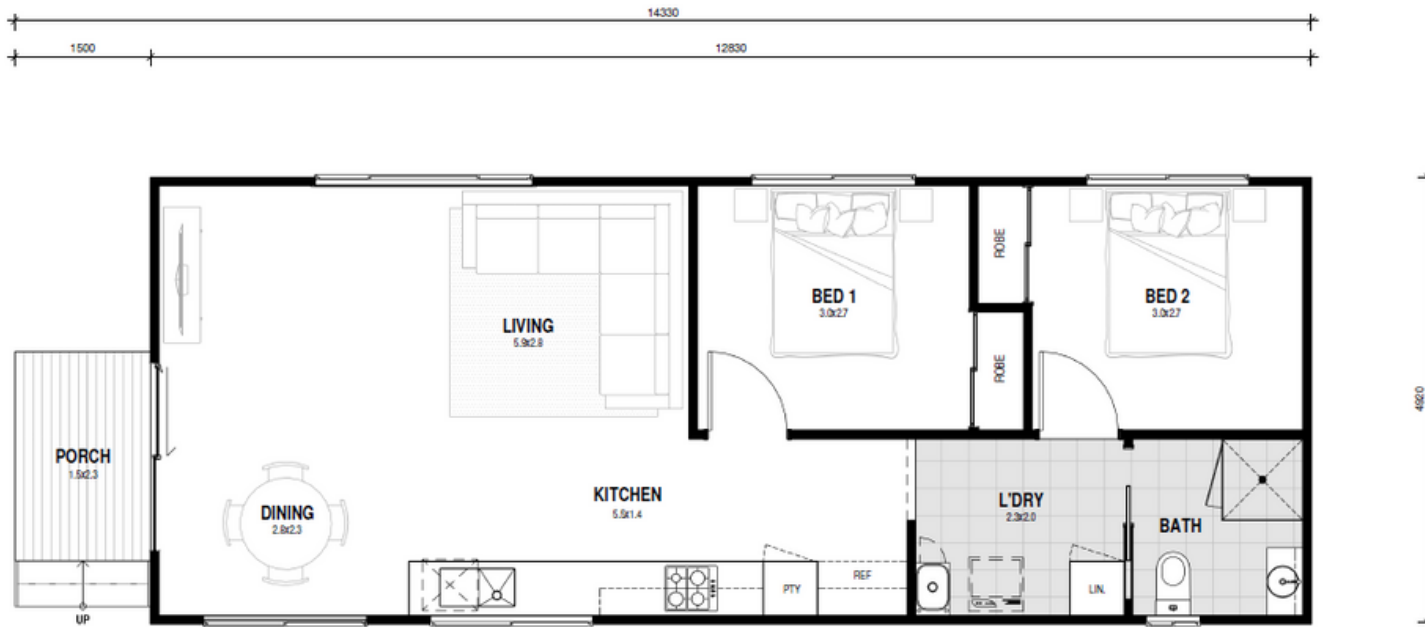 14330
1500
12830
ROBE
BED 1
3.0x2.7
BED 2
3.0x2.7
LIVING
5.9x2.8
ROBE
4920
PORCH
1.5x2.3
KITCHEN
5.5x1.4
L'DRY
2.3x2.0
DINING
2.8x2.3
BATH
REF
PTY
LIN.
UP